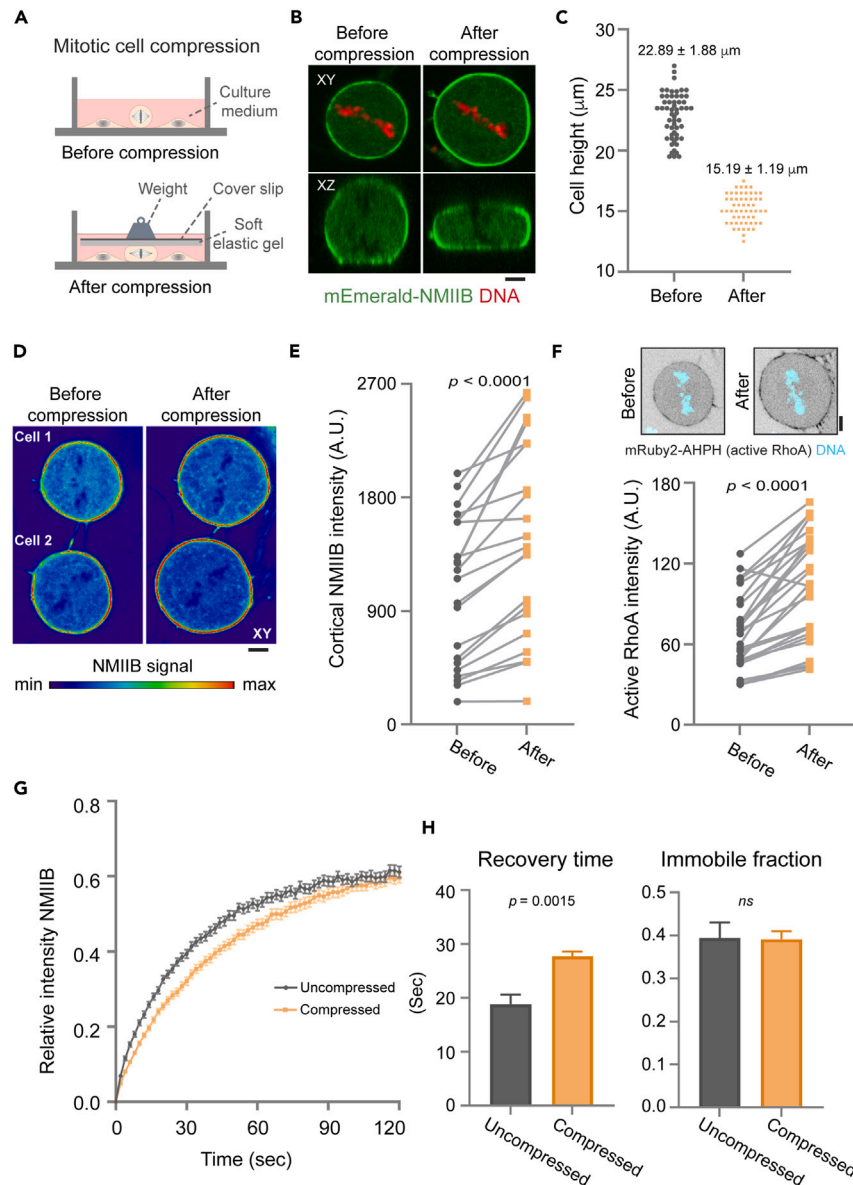 A
Mitotic cell compression
Culture
medium
Before compression
Weight
Cover slip
Soft
elastic gel
After compression
B
Before
compression
After
compression
XY
XZ
mEmerald-NMIIB DNA
C
Cell height (μm)
30
25
20
15
10
22.89 ± 1.88 μm
15.19 ± 1.19 μm
Before
After
D
Before
compression
After
compression
Cell 1
Cell 2
XY
NMIIB signal
min
max
E
Cortical NMIIB intensity (A.U.)
2700
1800
900
0
p < 0.0001
Before
After
F
Before
After
mRuby2-AHPH (active RhoA) DNA
Active RhoA intensity (A.U.)
180
120
60
0
p < 0.0001
Before
After
G
Relative intensity NMIIB
0.8
0.6
0.4
0.2
0.0
Uncompressed
Compressed
0
30
60
90
120
Time (sec)
H
Recovery time
(Sec)
40
30
20
10
0
p = 0.0015
Uncompressed
Compressed
Immobile fraction
0.5
0.4
0.3
0.2
0.1
0.0
ns
Uncompressed
Compressed